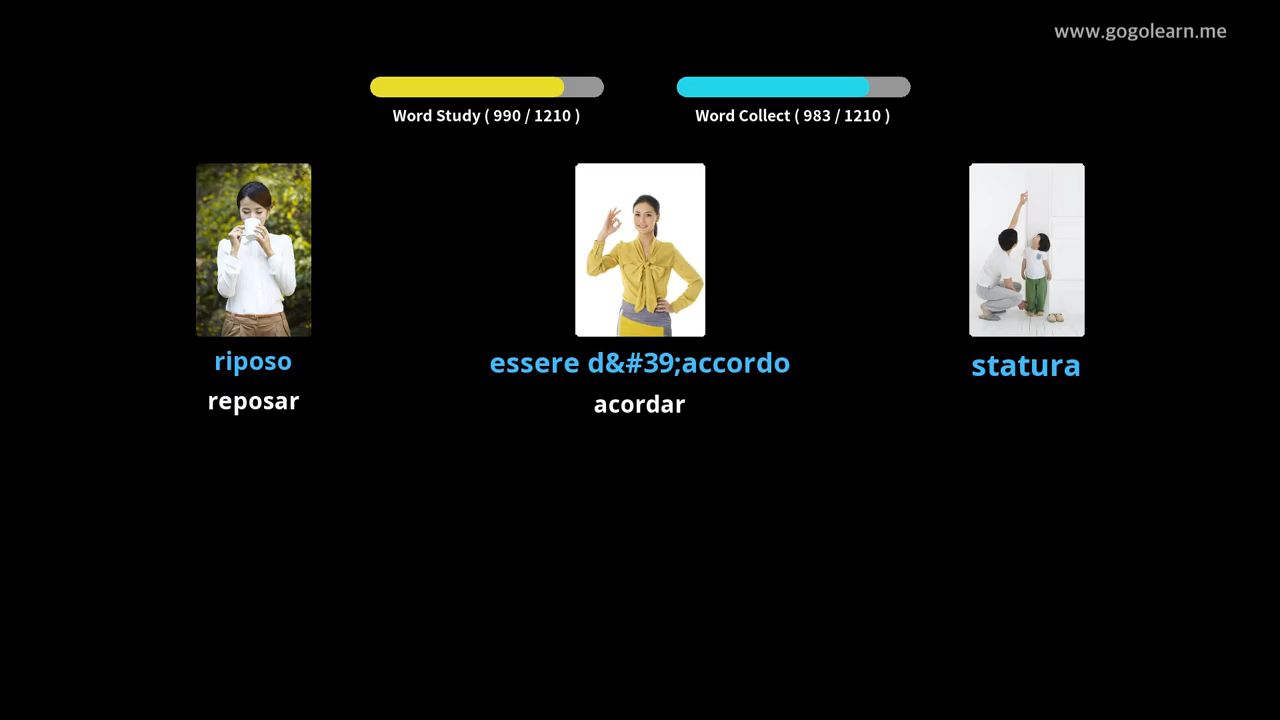 www.gogolearn.me
Word Study ( 990 / 1210 )
Word Collect ( 983 / 1210 )
riposo
essere d&#39;accordo
statura
reposar
acordar